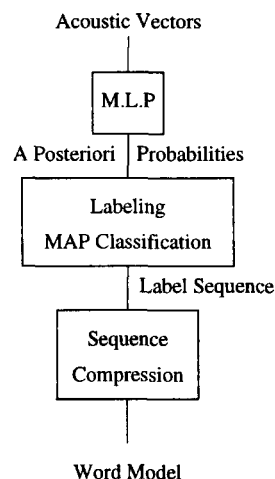 Acoustic Vectors
M.L.P
A Posteriori Probabilities
Labeling
MAP Classification
Label Sequence
Sequence
Compression
Word Model